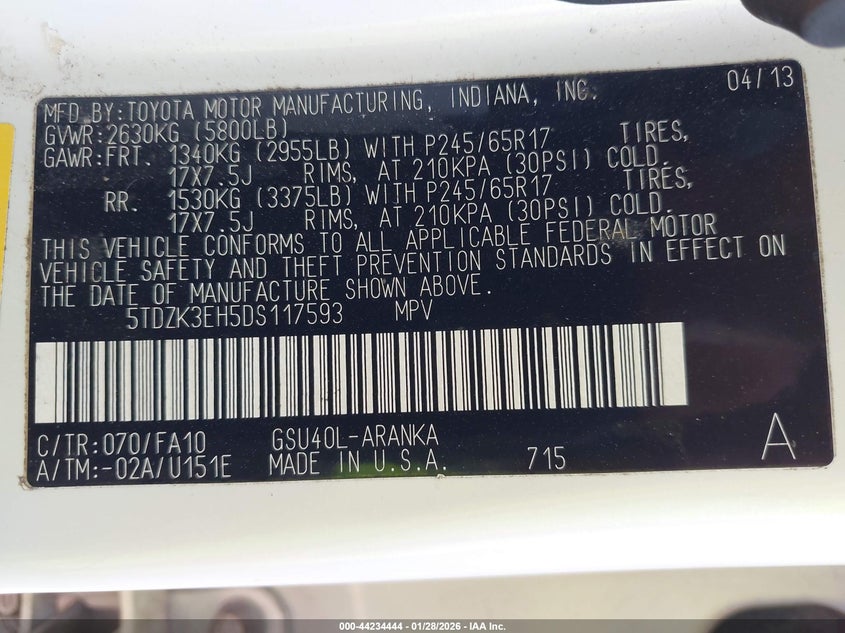 MFD BY:TOYOTA MOTOR MANUFACTURING, INDIANA, INC. 04/13
GVWR:2630KG (5800LB)
GAWR:FRT. 1340KG (2955LB) WITH P245/65R17 TIRES,
17X7.5J RIMS, AT 210KPA (30PSI) COLD.
RR. 1530KG (3375LB) WITH P245/65R17 TIRES,
17X7.5J RIMS, AT 210KPA (30PSI) COLD.
THIS VEHICLE CONFORMS TO ALL APPLICABLE FEDERAL MOTOR
VEHICLE SAFETY AND THEFT PREVENTION STANDARDS IN EFFECT ON
THE DATE OF MANUFACTURE SHOWN ABOVE.
5TDZK3EH5DS117593 MPV
C/TR:070/FA10 GSU40L-ARANKA
A/TM:-02A/U151E MADE IN U.S.A. 715 A
000-44234444 | 01/28/2026 - IAA Inc.